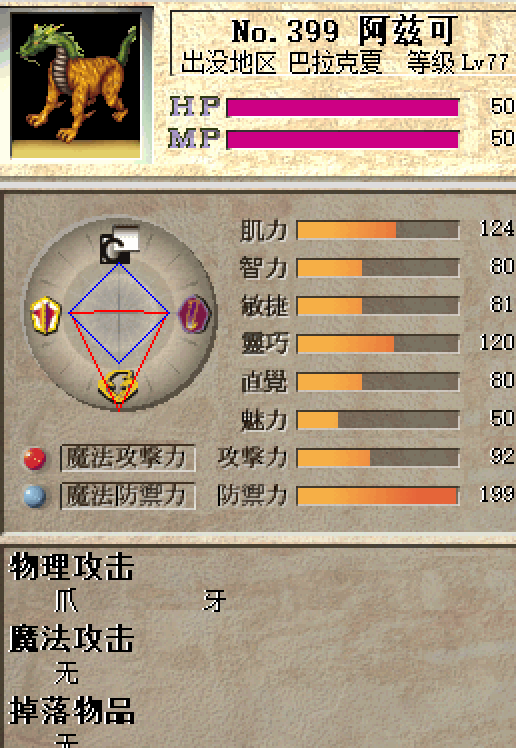 No. 399 阿兹可
出没地区 巴拉克夏 等级 Lv77
HP 50
MP 50
肌力 124
智力 80
敏捷 81
靈巧 120
直覺 80
魅力 50
魔法攻擊力 攻擊力 92
魔法防禦力 防禦力 199
物理攻击
爪 牙
魔法攻击
无
掉落物品
无